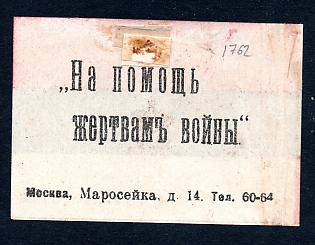 1762
„На помощь
жертвамъ войны“
Москва, Маросейка, д. 14. Тел. 60-64